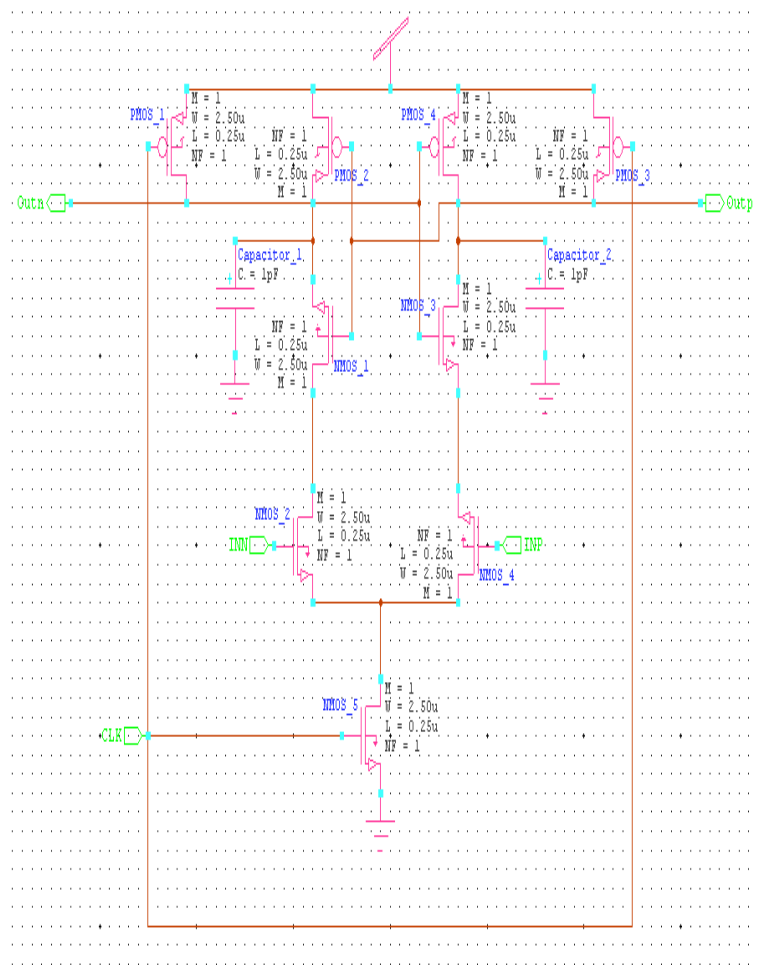 M = 1
PMOS_1
W = 2.50u
L = 0.25u
NF = 1
NF = 1
L = 0.25u
W = 2.50u
M = 1
PMOS_2
M = 1
PMOS_4
W = 2.50u
L = 0.25u
NF = 1
NF = 1
L = 0.25u
W = 2.50u
M = 1
PMOS_3
Outn
Outp
Capacitor_1
C = 1pF
Capacitor_2
C = 1pF
NF = 1
L = 0.25u
W = 2.50u
M = 1
NMOS_1
NMOS_3
M = 1
W = 2.50u
L = 0.25u
NF = 1
NMOS_2
M = 1
W = 2.50u
L = 0.25u
NF = 1
INN
NF = 1
L = 0.25u
W = 2.50u
M = 1
INP
NMOS_4
NMOS_5
M = 1
W = 2.50u
L = 0.25u
NF = 1
CLK